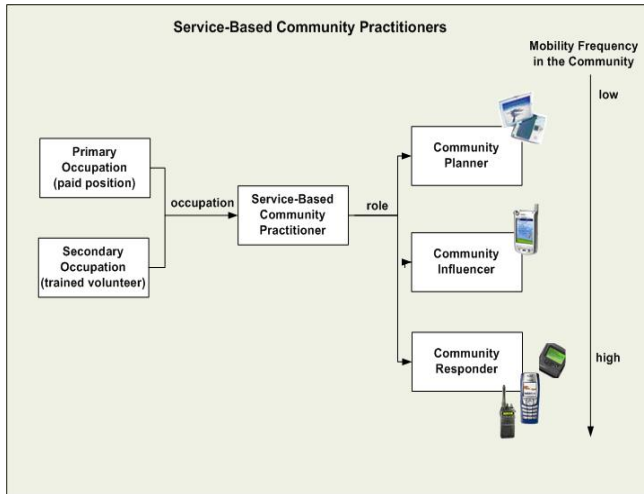 Service-Based Community Practitioners
Mobility Frequency
in the Community
low
Primary
Occupation
(paid position)
Secondary
Occupation
(trained volunteer)
occupation
Service-Based
Community
Practitioner
role
Community
Planner
Community
Influencer
Community
Responder
high